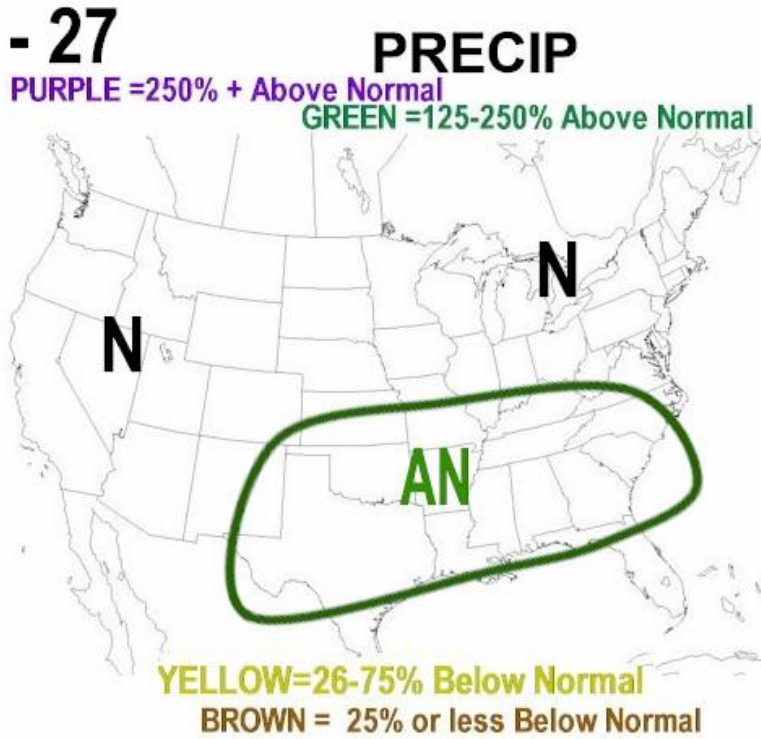 - 27
PRECIP
PURPLE =250% + Above Normal
GREEN =125-250% Above Normal
N
N
AN
YELLOW=26-75% Below Normal
BROWN = 25% or less Below Normal